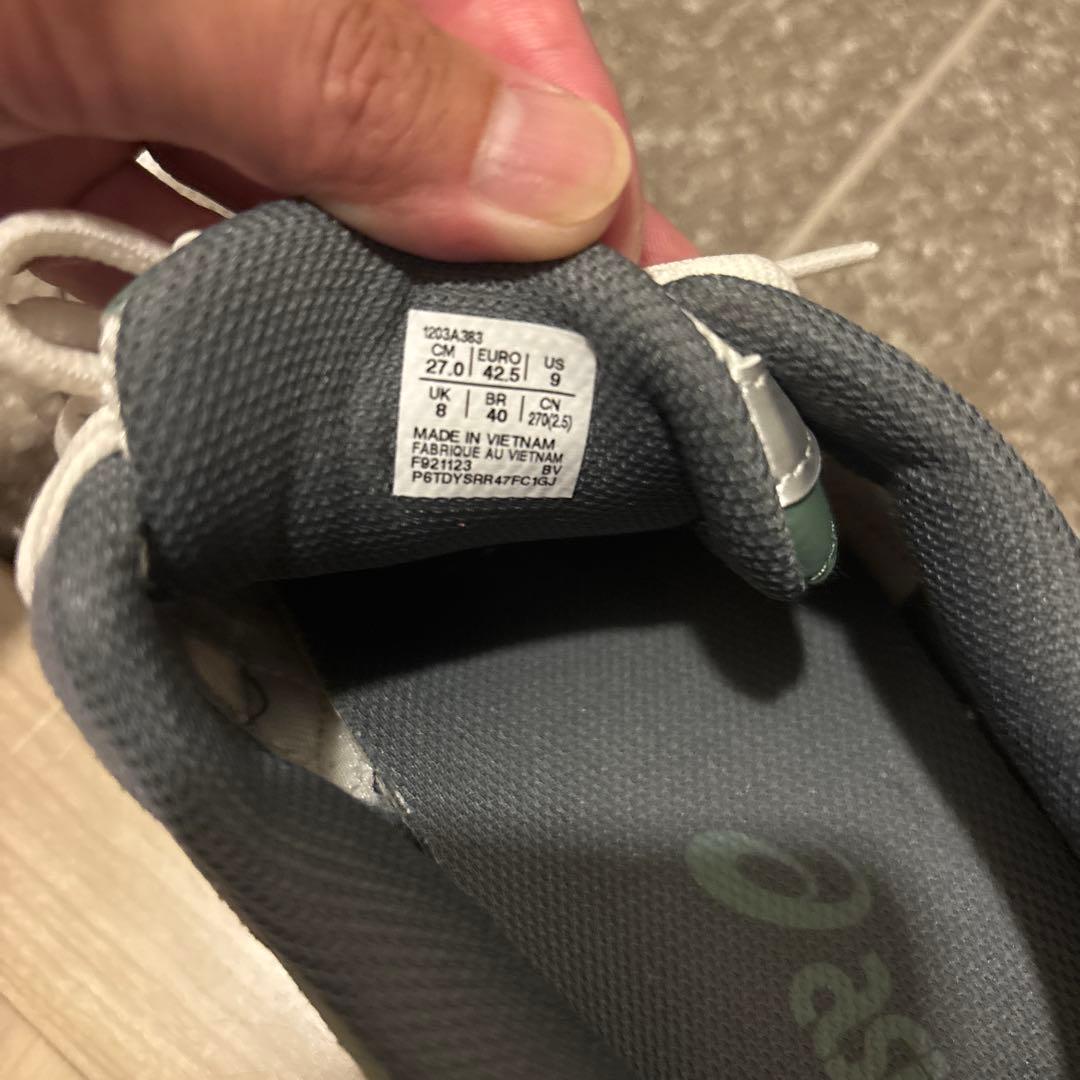 1203A383
CM 27.0 | EURO 42.5 | US 9
UK 8 | BR 40 | CN 270(2.5)
MADE IN VIETNAM
FABRIQUE AU VIETNAM
F921123 BV
P6TDYSRR47FC1GJ